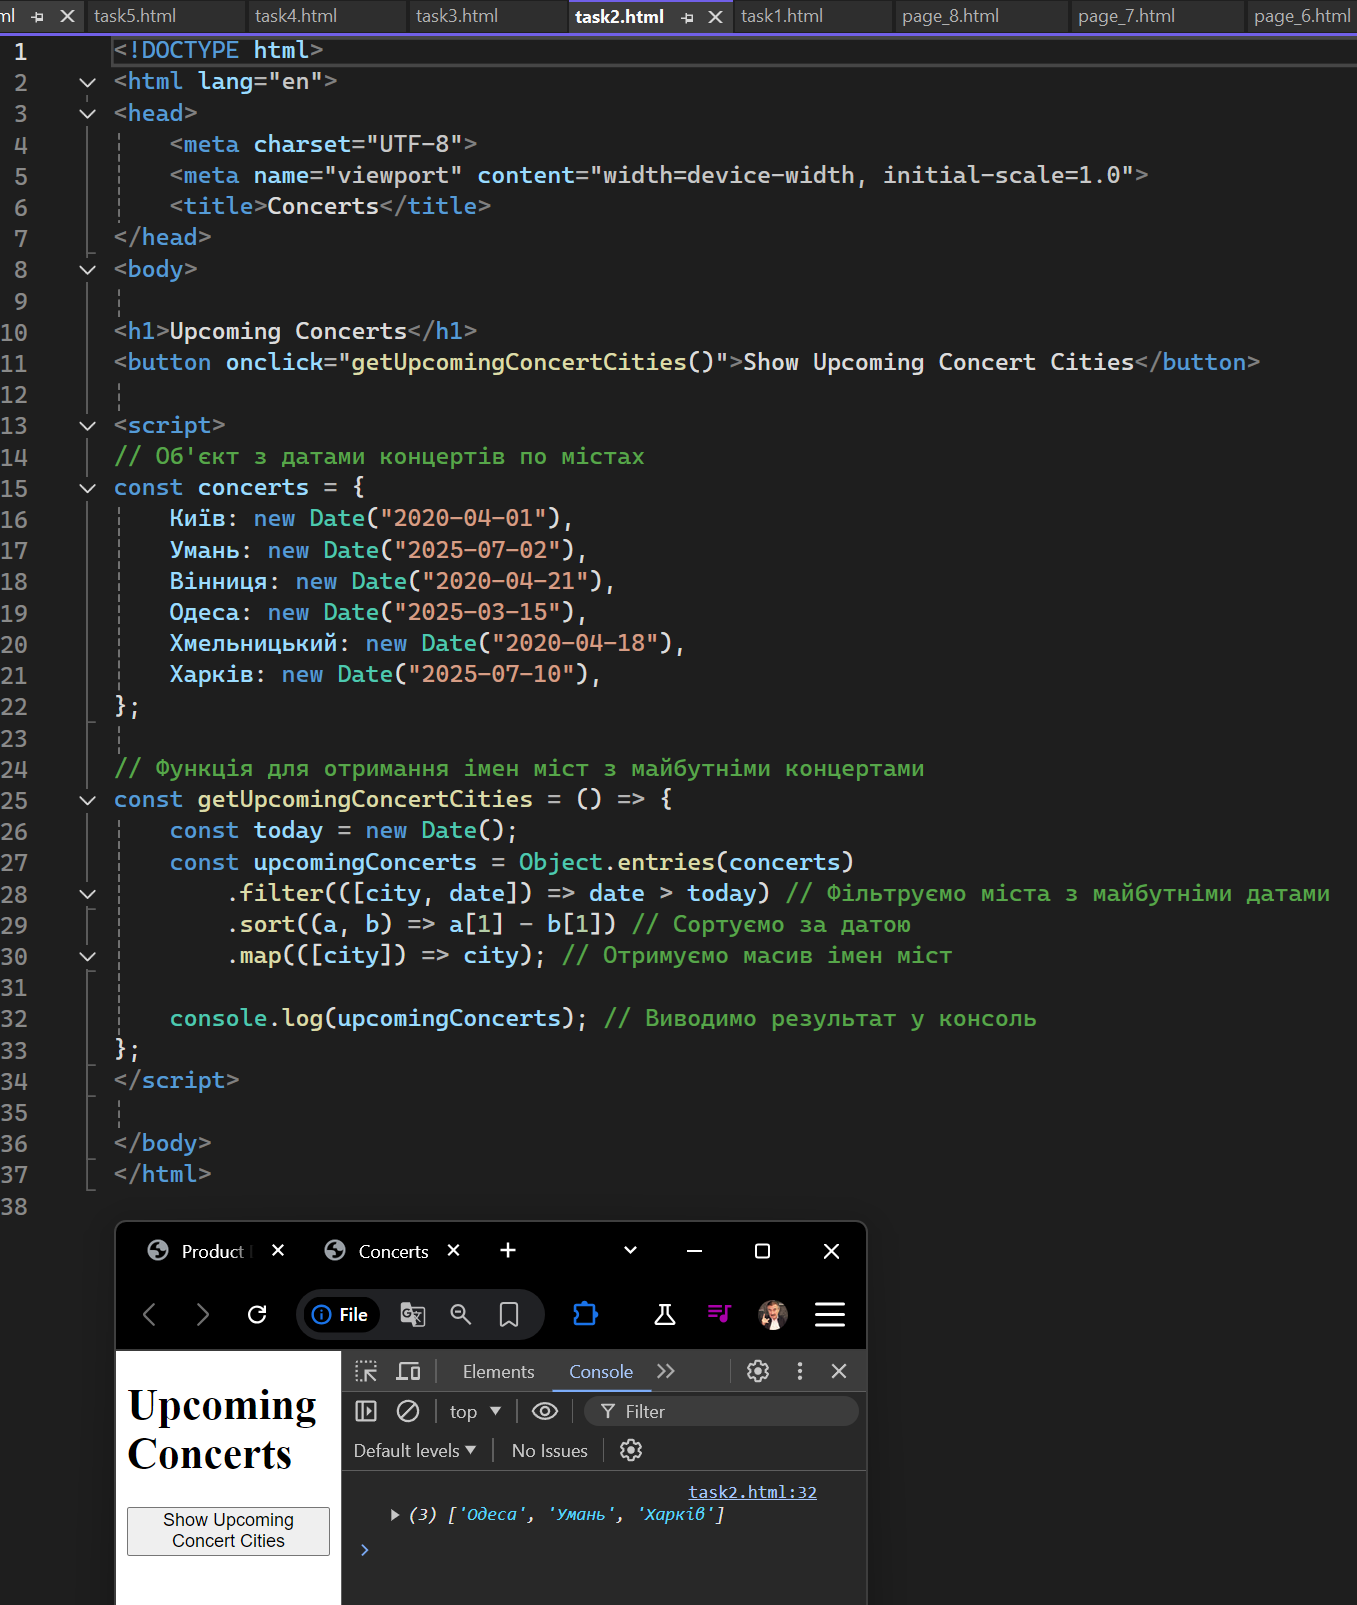 ml task5.html task4.html task3.html task2.html task1.html page_8.html page_7.html page_6.html
1 <!DOCTYPE html>
2 <html lang="en">
3 <head>
4 <meta charset="UTF-8">
5 <meta name="viewport" content="width=device-width, initial-scale=1.0">
6 <title>Concerts</title>
7 </head>
8 <body>
9
10 <h1>Upcoming Concerts</h1>
11 <button onclick="getUpcomingConcertCities()">Show Upcoming Concert Cities</button>
12
13 <script>
14 // Об'єкт з датами концертів по містах
15 const concerts = {
16 Київ: new Date("2020-04-01"),
17 Умань: new Date("2025-07-02"),
18 Вінниця: new Date("2020-04-21"),
19 Одеса: new Date("2025-03-15"),
20 Хмельницький: new Date("2020-04-18"),
21 Харків: new Date("2025-07-10"),
22 };
23
24 // Функція для отримання імен міст з майбутніми концертами
25 const getUpcomingConcertCities = () => {
26 const today = new Date();
27 const upcomingConcerts = Object.entries(concerts)
28 .filter(([city, date]) => date > today) // Фільтруємо міста з майбутніми датами
29 .sort((a, b) => a[1] - b[1]) // Сортуємо за датою
30 .map(([city]) => city); // Отримуємо масив імен міст
31
32 console.log(upcomingConcerts); // Виводимо результат у консоль
33 };
34 </script>
35
36 </body>
37 </html>
38
Product Concerts
File
Upcoming
Concerts
Show Upcoming
Concert Cities
Elements Console
top Filter
Default levels No Issues
task2.html:32
(3) ['Одеса', 'Умань', 'Харків']